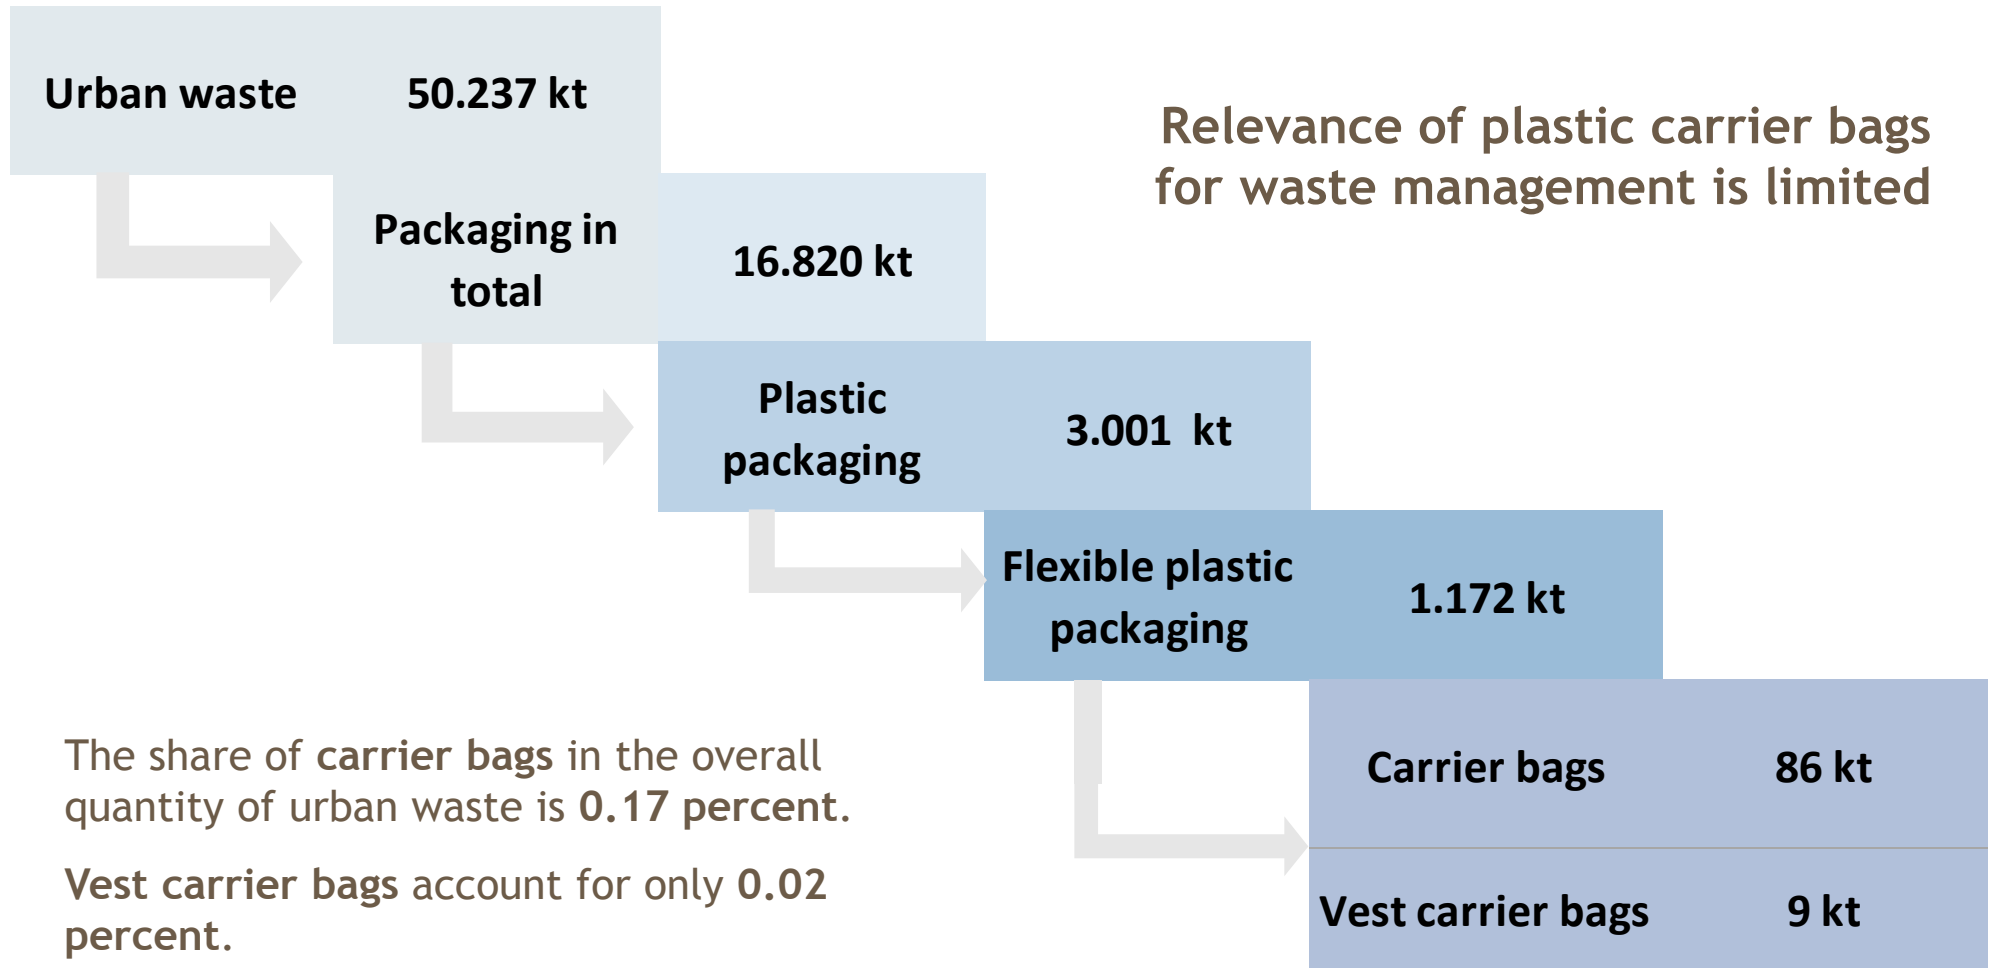 Urban waste 50.237 kt
Relevance of plastic carrier bags
for waste management is limited
Packaging in
total
16.820 kt
Plastic
packaging
3.001 kt
Flexible plastic
packaging
1.172 kt
Carrier bags 86 kt
Vest carrier bags 9 kt
The share of carrier bags in the overall
quantity of urban waste is 0.17 percent.
Vest carrier bags account for only 0.02
percent.